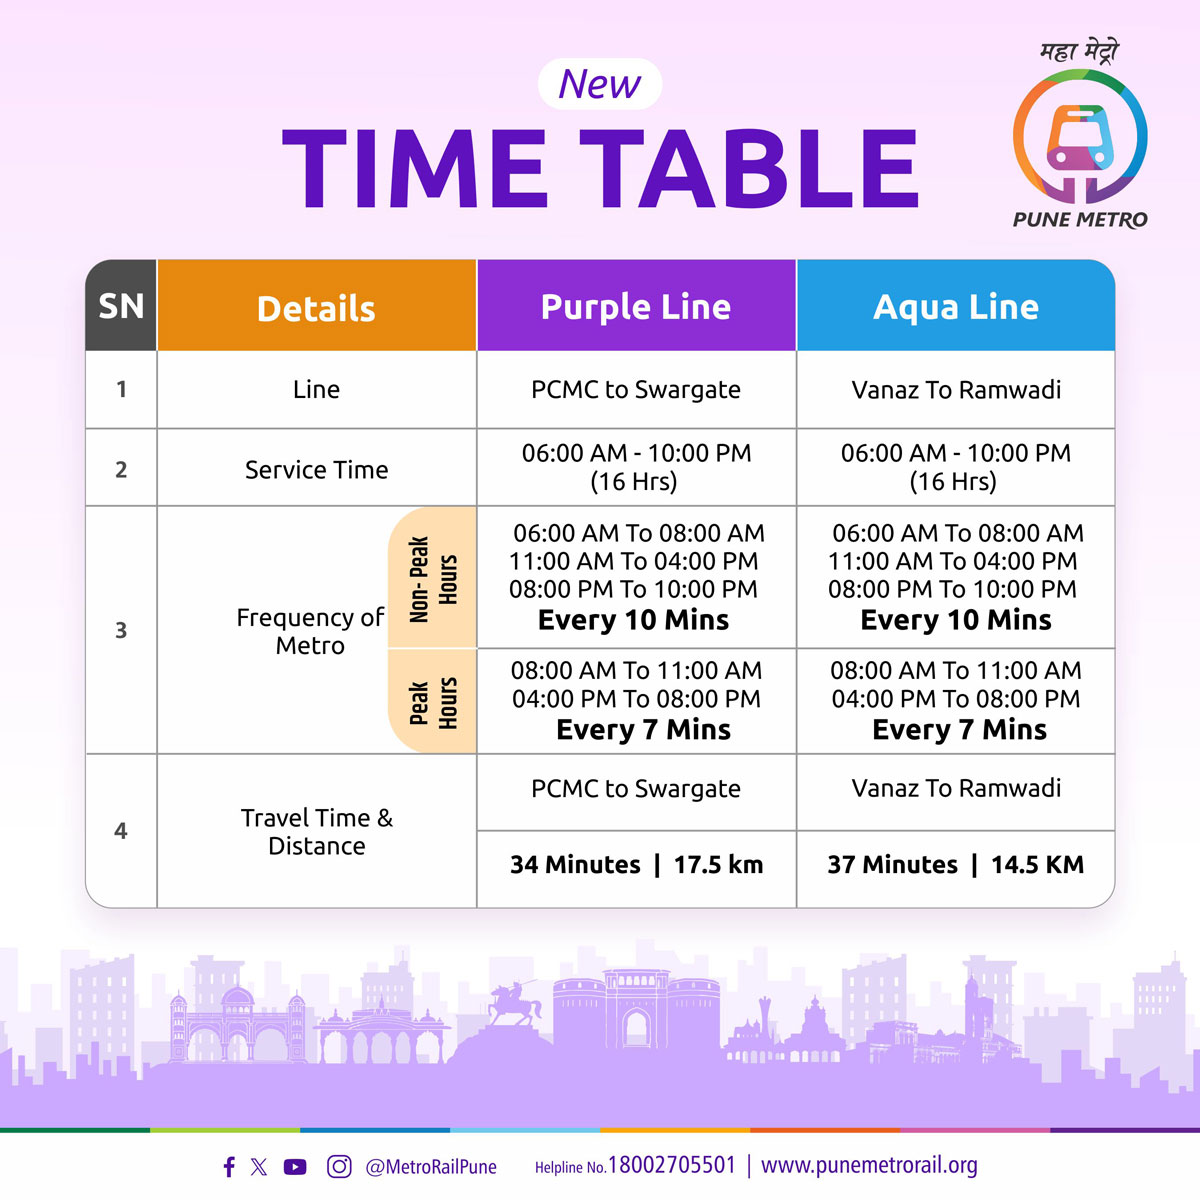 महा मेट्रो
PUNE METRO
New
TIME TABLE
SN
Details
Purple Line
Aqua Line
1
Line
PCMC to Swargate
Vanaz To Ramwadi
2
Service Time
06:00 AM - 10:00 PM
(16 Hrs)
06:00 AM - 10:00 PM
(16 Hrs)
3
Frequency of
Metro
Non- Peak
Hours
06:00 AM To 08:00 AM
11:00 AM To 04:00 PM
08:00 PM To 10:00 PM
Every 10 Mins
06:00 AM To 08:00 AM
11:00 AM To 04:00 PM
08:00 PM To 10:00 PM
Every 10 Mins
Peak
Hours
08:00 AM To 11:00 AM
04:00 PM To 08:00 PM
Every 7 Mins
08:00 AM To 11:00 AM
04:00 PM To 08:00 PM
Every 7 Mins
4
Travel Time &
Distance
PCMC to Swargate
Vanaz To Ramwadi
34 Minutes | 17.5 km
37 Minutes | 14.5 KM
@MetroRailPune
Helpline No.18002705501 | www.punemetrorail.org